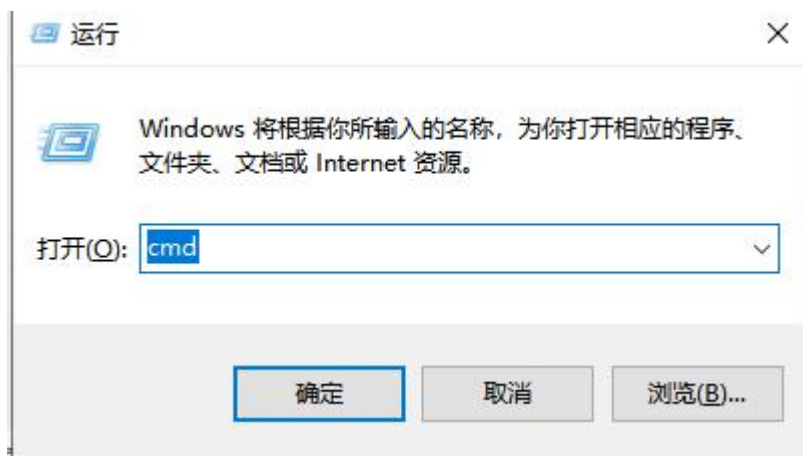 运行
Windows 将根据你所输入的名称，为你打开相应的程序、
文件夹、文档或 Internet 资源。
打开(O): cmd
确定 取消 浏览(B)...